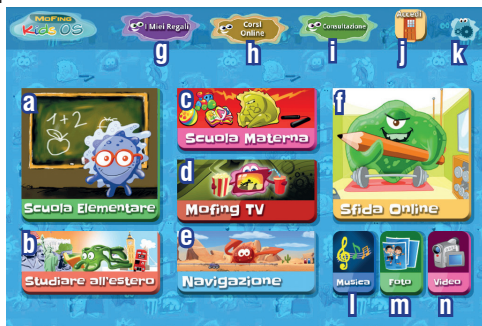 MoFing
Kids OS
I Miei Regali
Corsi
Online
Consultazione
Accedi
g
h
i
j
k
a
1+2
Scuola Elementare
c
Scuola Materna
f
Sfida Online
d
Mofing TV
b
Studiare all'estero
e
Navigazione
Musica
Foto
Video
l
m
n